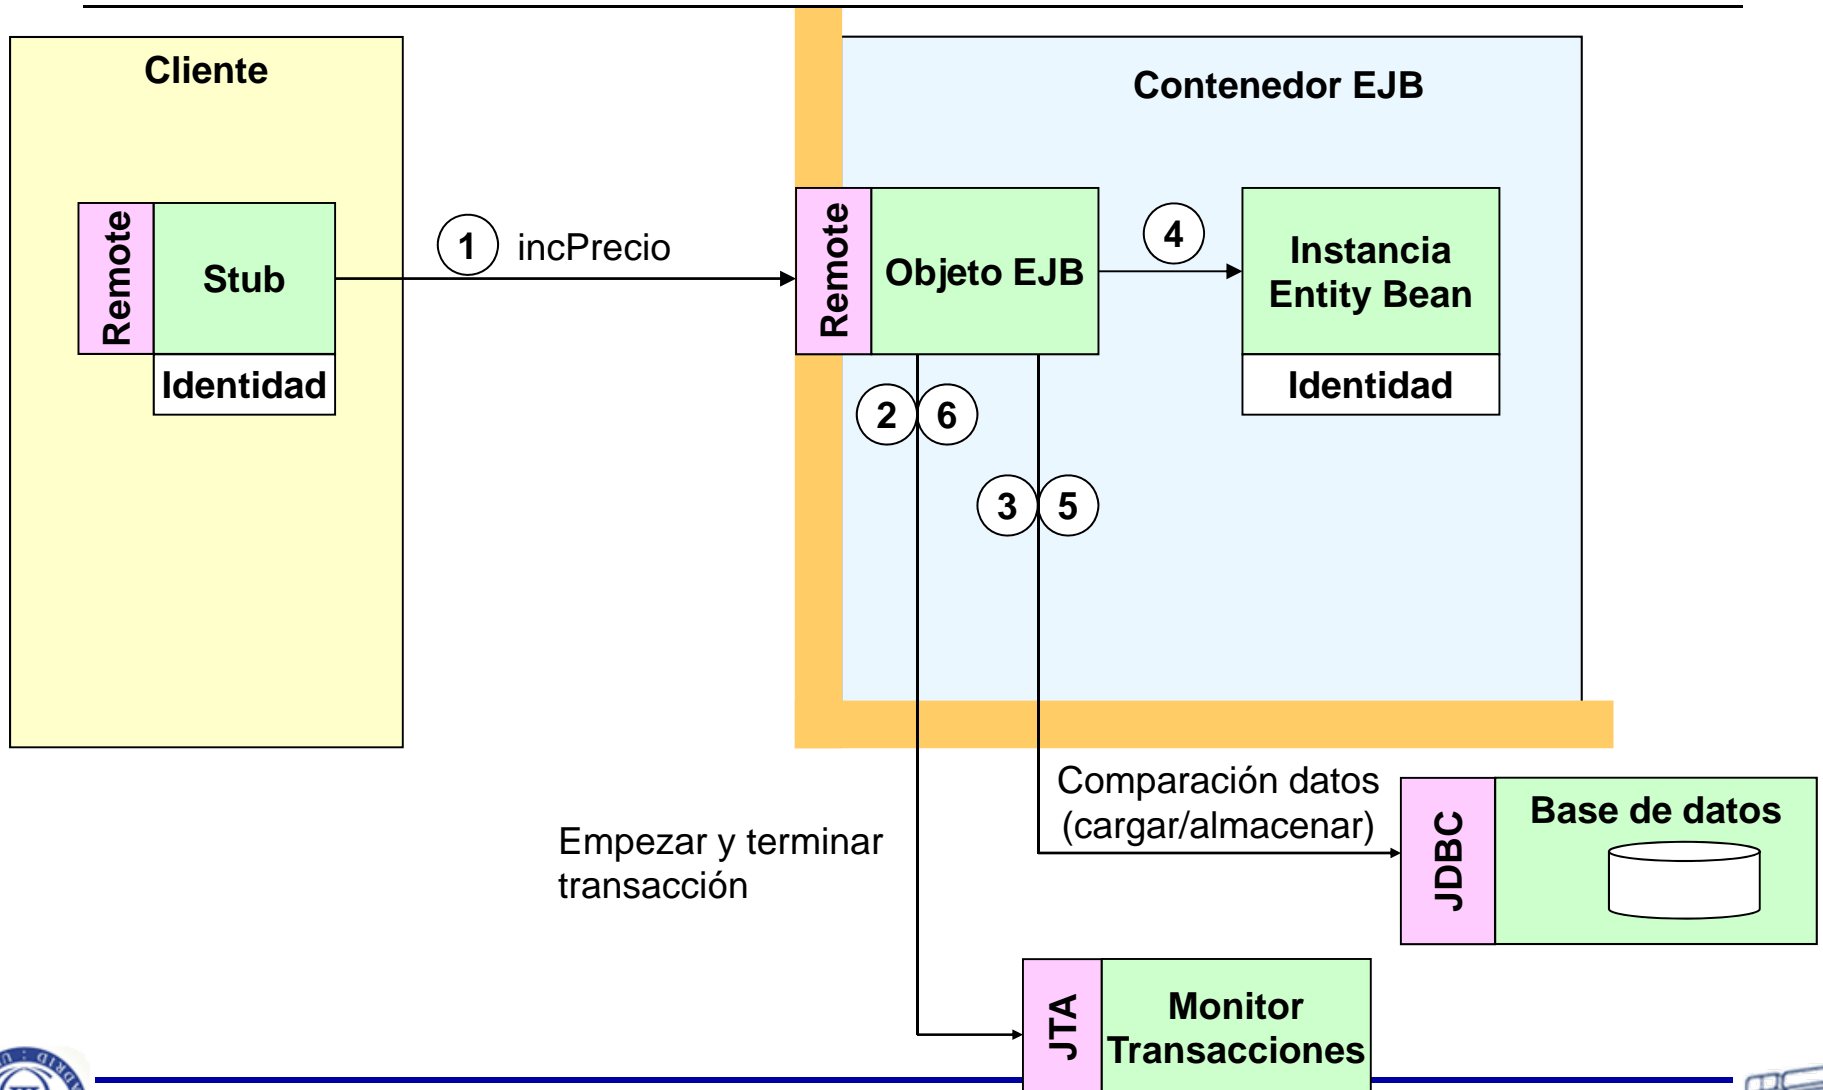 Cliente
Contenedor EJB
Remote
Stub
Identidad
1 incPrecio
Remote
Objeto EJB
4
Instancia
Entity Bean
Identidad
2 6
3 5
Comparación datos
(cargar/almacenar)
JDBC
Base de datos
Empezar y terminar
transacción
JTA
Monitor
Transacciones